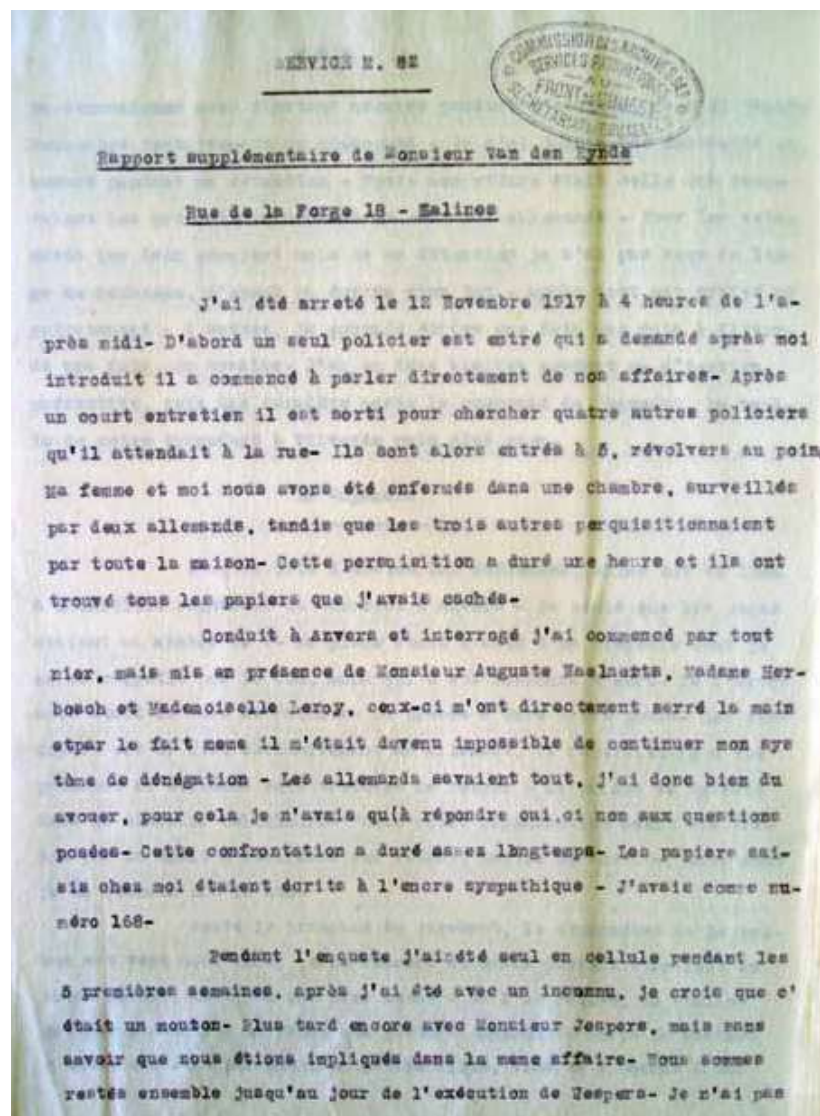 SERVICE M. 82
COMMISSION DES ARCHIVES DES
SERVICES PATRIOTIQUES
AU
FRONT
SECRETARIAT
Rapport supplémentaire de Monsieur Van den Eynde
Rue de la Forge 18 - Malines
J'ai été arreté le 12 Novembre 1917 à 4 heures de l'a-
près midi- D'abord un seul policier est entré qui a demandé après moi
introduit il a commencé à parler directement de nos affaires- Après
un court entretien il est sorti pour chercher quatre autres policiers
qu'il attendait à la rue- Ils sont alors entrés à 5, révolvers au poin
Ma femme et moi nous avons été enfermés dans une chambre, surveillés
par deux allemands, tandis que les trois autres perquisitionnaient
par toute la maison- Cette perquisition a duré une heure et ils ont
trouvé tous les papiers que j'avais cachés-
Conduit à Anvers et interrogé j'ai commencé par tout
nier, mais mis en présence de Monsieur Auguste Madame Her-
bosch et Mademoiselle Leroy, ceux-ci m'ont directement serré la main
etpar le fait meme il m'était devenu impossible de continuer mon sys
tème de dénégation - Les allemands savaient tout, j'ai donc bien du
avouer, pour cela je n'avais qu(à répondre oui.oi non aux questions
posées- Cette confrontation a duré assez lbngtemps- Les papiers sai-
sis chez moi étaient écrits à l'encre sympathique - J'avais comme nu-
méro 168-
Pendant l'enquete j'aiété seul en cellule pendant les
5 premières semaines, après j'ai été avec un inconnu, je crois que c'
était un mouton- Plus tard encore avec Monsieur Jespers, mais sans
savoir que nous étions impliqués dans la meme affaire- Nous sommes
restés ensemble jusqu'au jour de l'exécution de Jespers- Je n'ai pas